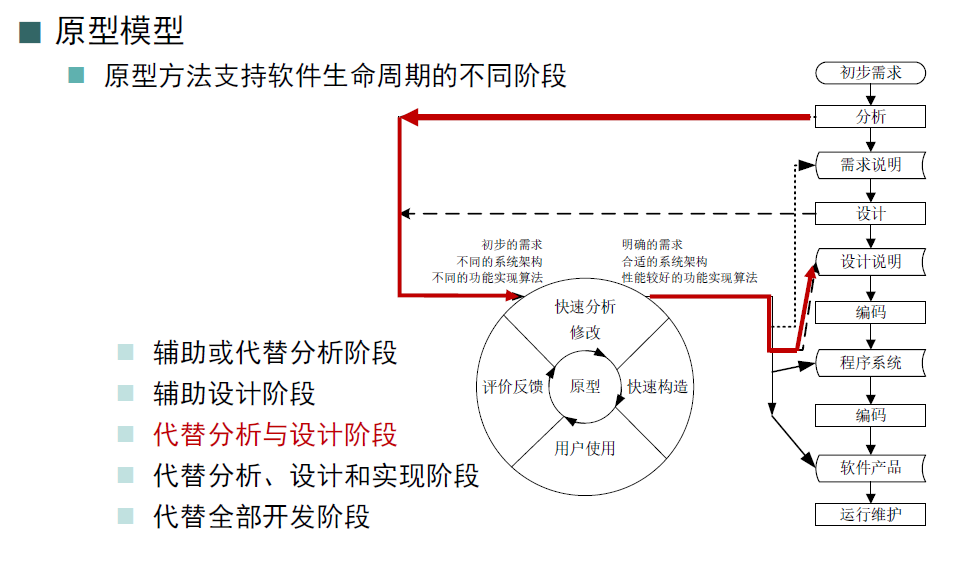 原型模型
原型方法支持软件生命周期的不同阶段
初步需求
分析
需求说明
设计
设计说明
编码
程序系统
编码
软件产品
运行维护
初步的需求
不同的系统架构
不同的功能实现算法
明确的需求
合适的系统架构
性能较好的功能实现算法
快速分析
修改
评价反馈
原型
快速构造
用户使用
辅助或代替分析阶段
辅助设计阶段
代替分析与设计阶段
代替分析、设计和实现阶段
代替全部开发阶段